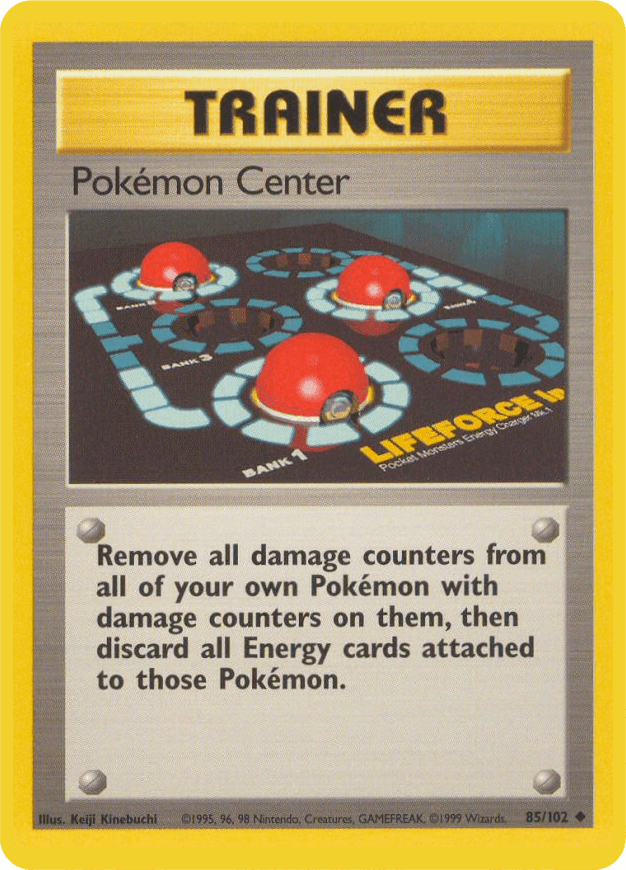 TRAINER
Pokémon Center
BANK 2
BANK 4
BANK 3
BANK 1
LIFEFORCE
Pocket Monsters Energy Charger Mk.1
Remove all damage counters from
all of your own Pokémon with
damage counters on them, then
discard all Energy cards attached
to those Pokémon.
Illus. Keiji Kinebuchi ©1995, 96, 98 Nintendo, Creatures, GAMEFREAK. ©1999 Wizards. 85/102